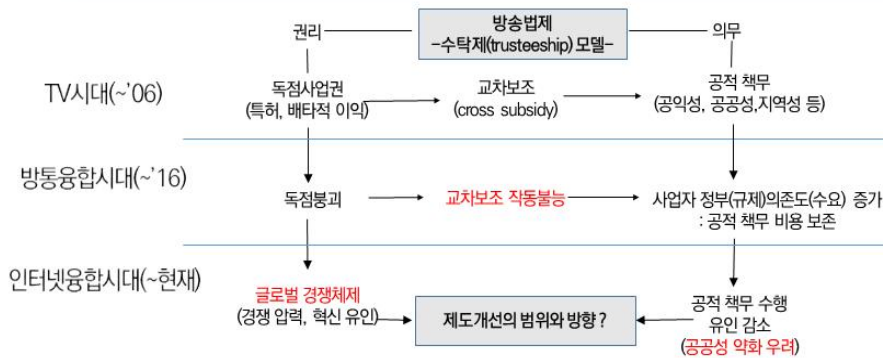 방송법제
-수탁제(trusteeship) 모델-
권리
의무
TV시대(~'06)
독점사업권
(특허, 배타적 이익)
교차보조
(cross subsidy)
공적 책무
(공익성, 공공성,지역성 등)
방통융합시대(~'16)
독점붕괴
교차보조 작동불능
사업자 정부(규제)의존도(수요) 증가
: 공적 책무 비용 보존
인터넷융합시대(~현재)
글로벌 경쟁체제
(경쟁 압력, 혁신 유인)
제도개선의 범위와 방향 ?
공적 책무 수행
유인 감소
(공공성 약화 우려)